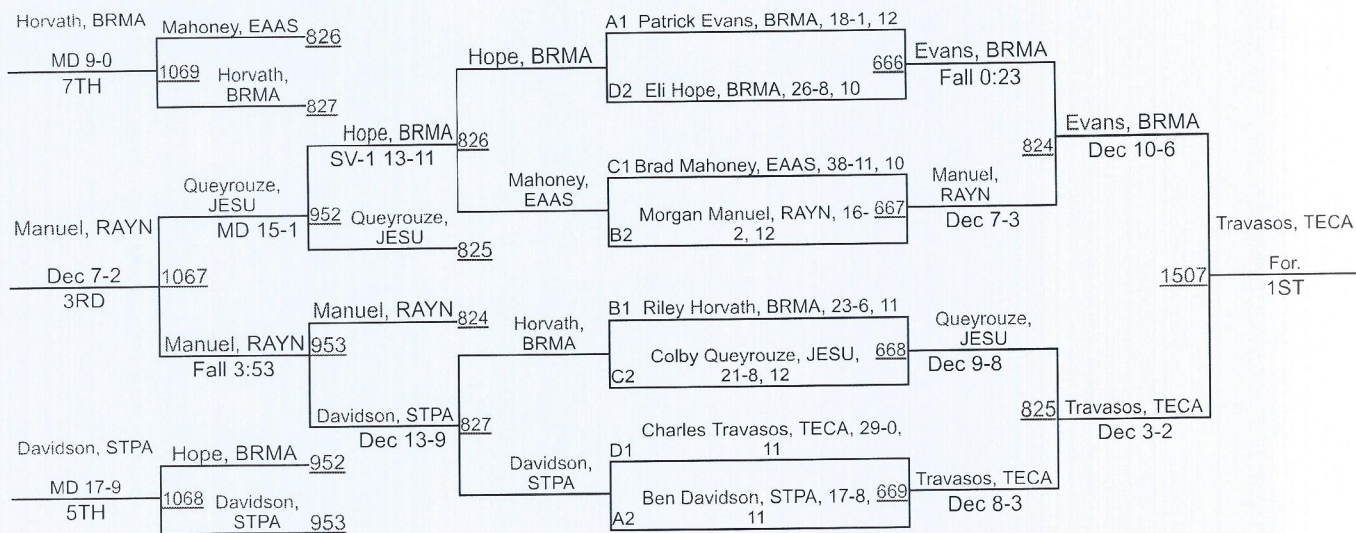 Horvath, BRMA
MD 9-0
7TH
Mahoney, EAAS 826
1069
Horvath,
BRMA
827
Hope, BRMA
A1 Patrick Evans, BRMA, 18-1, 12
666
D2 Eli Hope, BRMA, 26-8, 10
Evans, BRMA
Fall 0:23
Hope, BRMA 826
SV-1 13-11
Evans, BRMA
824
Dec 10-6
Mahoney,
EAAS
C1 Brad Mahoney, EAAS, 38-11, 10
Morgan Manuel, RAYN, 16-
2, 12
667
B2
Manuel,
RAYN
Dec 7-3
Queyrouze,
JESU
MD 15-1
952
Queyrouze,
JESU
825
Manuel, RAYN
Dec 7-2
3RD
1067
Travasos, TECA
1507
For.
1ST
Manuel, RAYN
824
Horvath,
BRMA
B1 Riley Horvath, BRMA, 23-6, 11
Colby Queyrouze, JESU,
21-8, 12
668
C2
Queyrouze,
JESU
Dec 9-8
Manuel, RAYN 953
Fall 3:53
Davidson, STPA 827
Dec 13-9
825
Travasos, TECA
Dec 3-2
Davidson,
STPA
D1
Charles Travasos, TECA, 29-0,
11
Ben Davidson, STPA, 17-8,
11
669
A2
Travasos, TECA
Dec 8-3
Davidson, STPA
MD 17-9
5TH
Hope, BRMA 952
1068
Davidson,
STPA
953